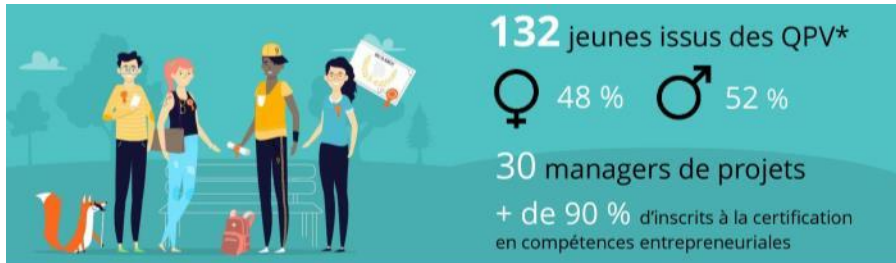 132 jeunes issus des QPV*
48 % 52 %
30 managers de projets
+ de 90 % d'inscrits à la certification
en compétences entrepreneuriales